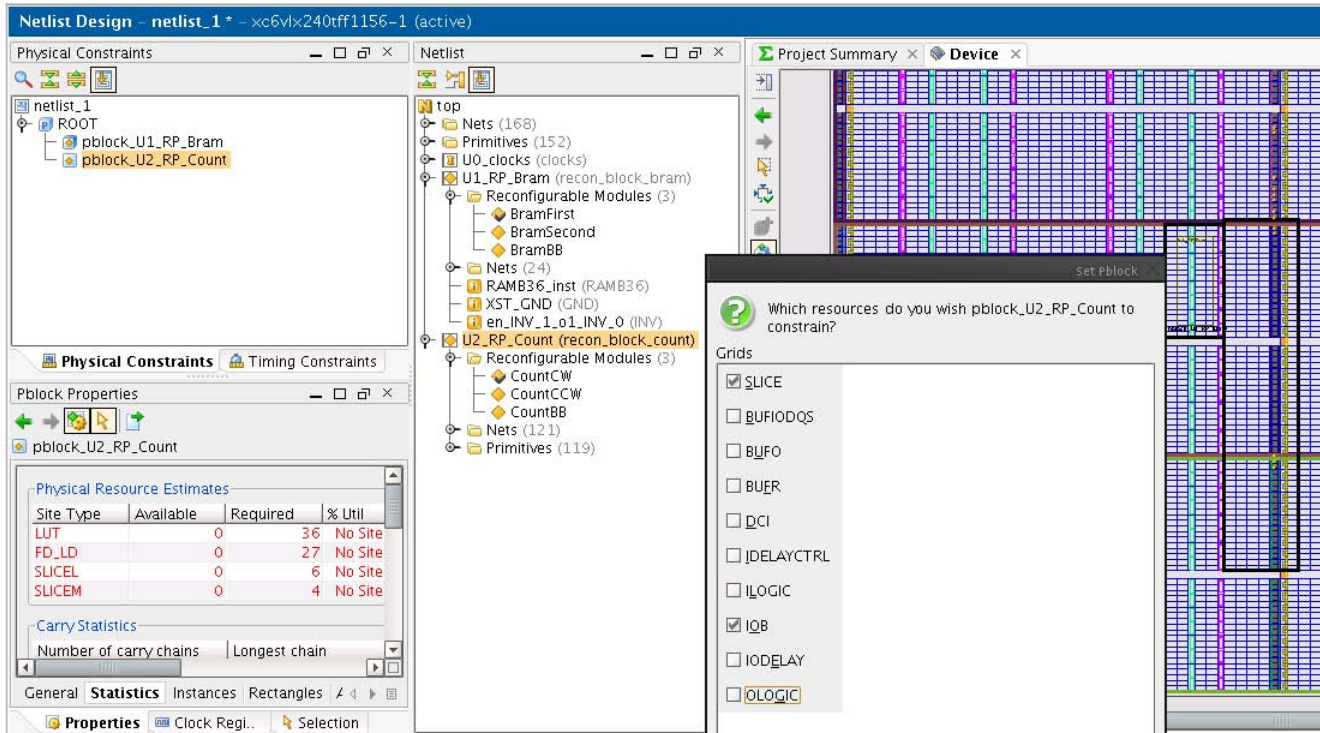 Netlist Design - netlist_1 * - xc6vlx240tff1156-1 (active)
Physical Constraints
netlist_1
ROOT
pblock_U1_RP_Bram
pblock_U2_RP_Count
Physical Constraints
Timing Constraints
Pblock Properties
pblock_U2_RP_Count
Physical Resource Estimates
Site Type Available Required % Util
LUT 0 36 No Site
FD_LD 0 27 No Site
SLICEL 0 6 No Site
SLICEM 0 4 No Site
Carry Statistics
Number of carry chains Longest chain
General Statistics Instances Rectangles
Properties Clock Regi.. Selection
Netlist
top
Nets (168)
Primitives (152)
U0_clocks (clocks)
U1_RP_Bram (recon_block_bram)
Reconfigurable Modules (3)
BramFirst
BramSecond
BramBB
Nets (24)
RAMB36_inst (RAMB36)
XST_GND (GND)
en_INV_1_o1_INV_0 (INV)
U2_RP_Count (recon_block_count)
Reconfigurable Modules (3)
CountCW
CountCCW
CountBB
Nets (121)
Primitives (119)
Project Summary
Device
Set Pblock
Which resources do you wish pblock_U2_RP_Count to
constrain?
Grids
SLICE
BUFIODQS
BUFO
BUFR
DCI
IDELAYCTRL
ILOGIC
IOB
IODELAY
OLOGIC